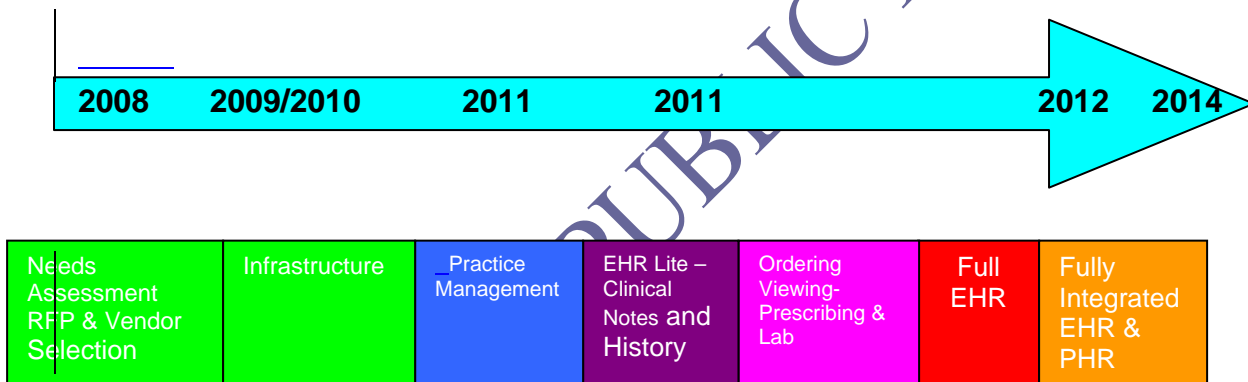 PUBLIC
2008 2009/2010 2011 2011 2012 2014
Needs
Assessment
RFP & Vendor
Selection
Infrastructure
Practice
Management
EHR Lite –
Clinical
Notes and
History
Ordering
Viewing-
Prescribing &
Lab
Full
EHR
Fully
Integrated
EHR &
PHR